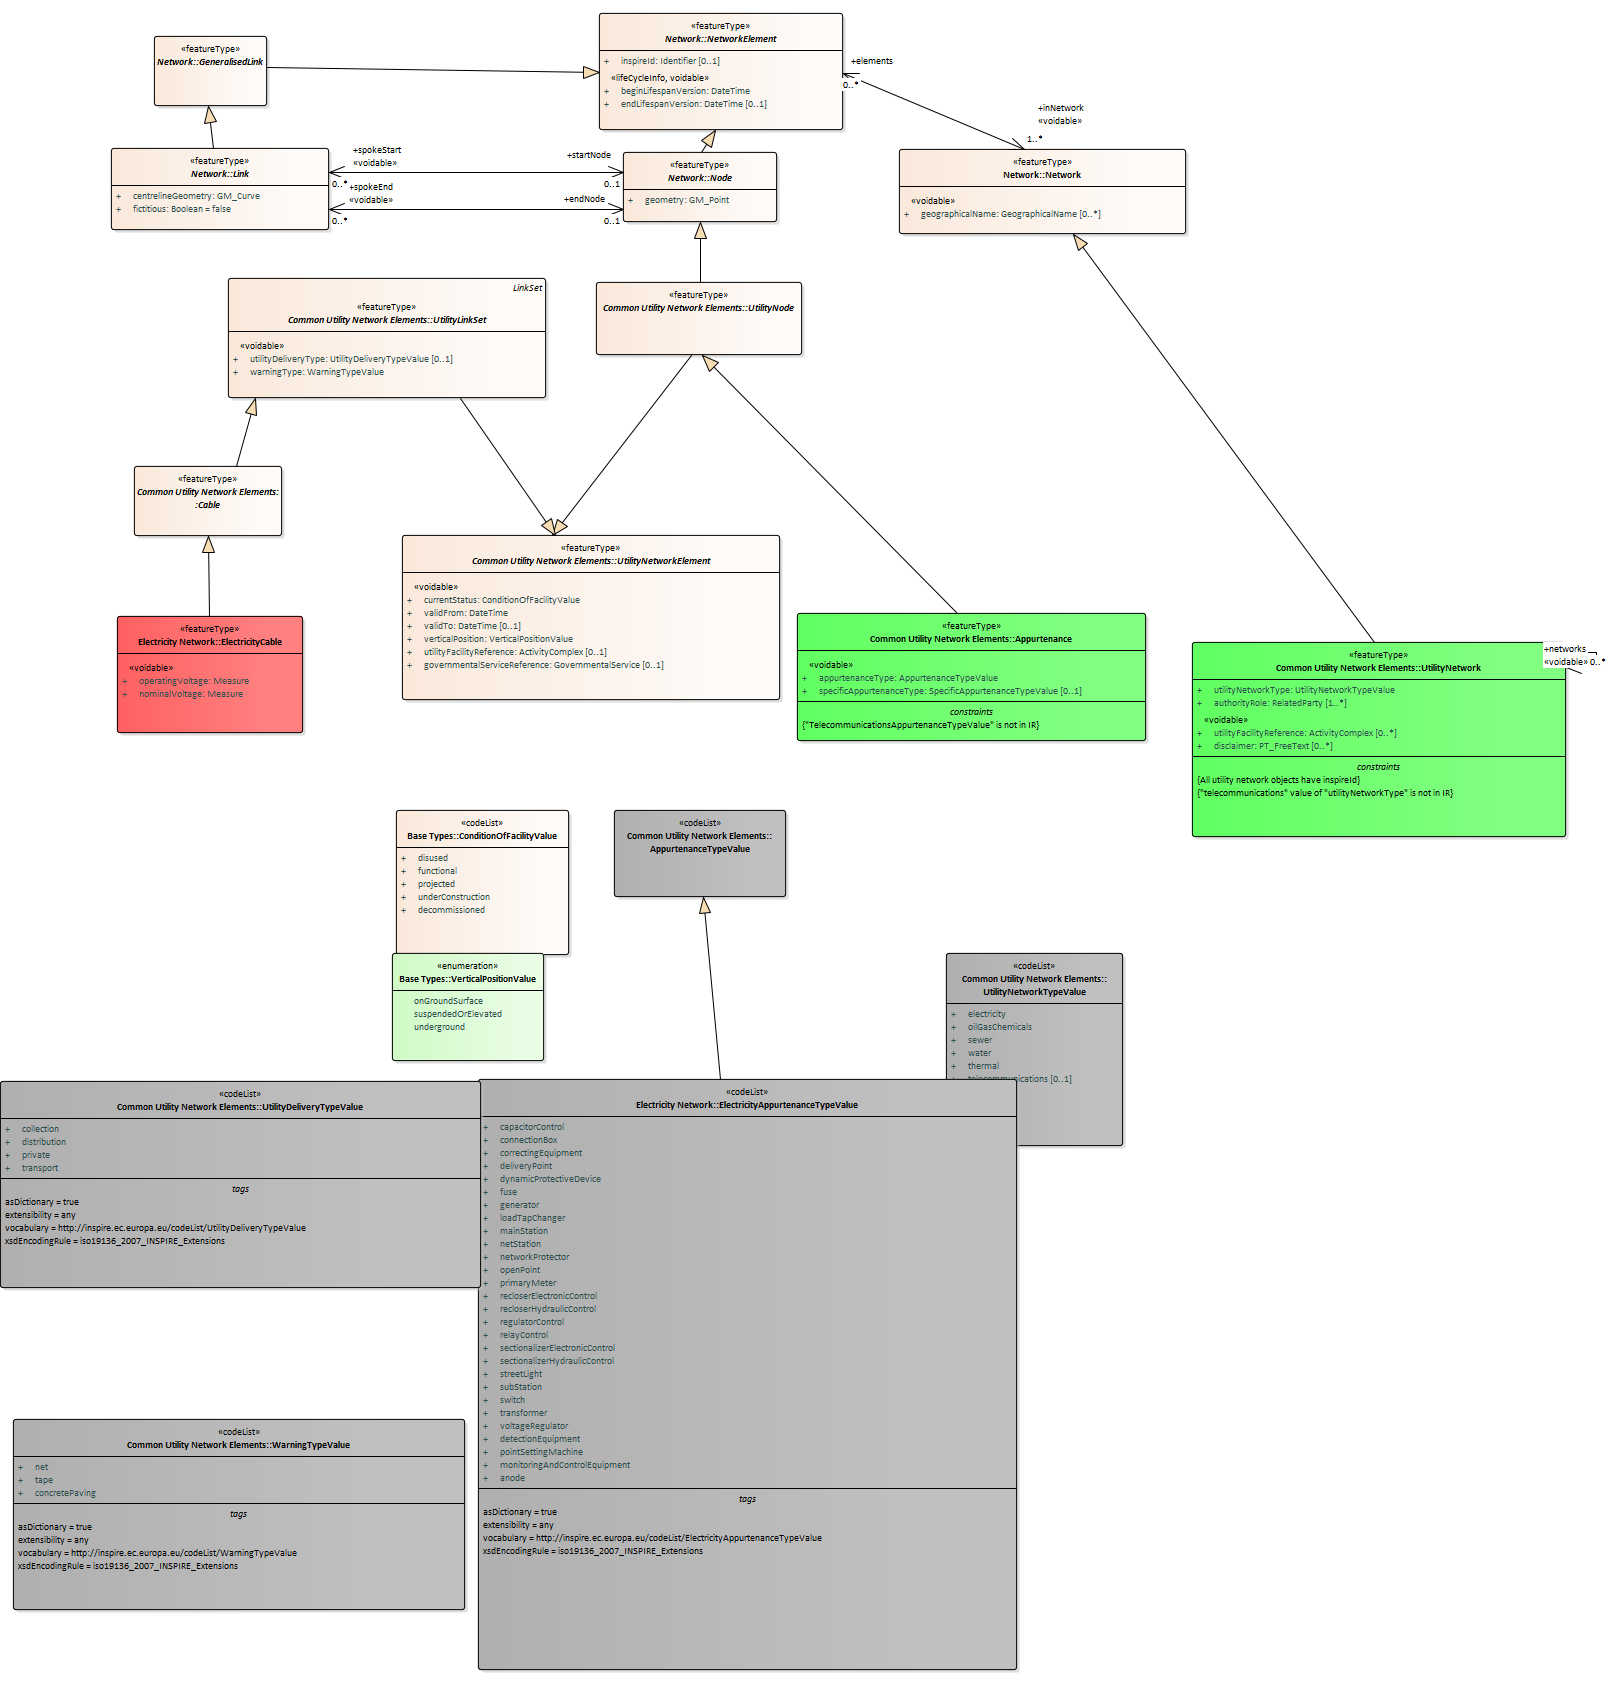 «featureType»
Network::GeneralisedLink
«featureType»
Network::NetworkElement
+ inspireId: Identifier [0..1]
«lifeCycleInfo, voidable»
+ beginLifespanVersion: DateTime
+ endLifespanVersion: DateTime [0..1]
+elements
0..*
+inNetwork
«voidable»
1..*
«featureType»
Network::Link
+ centrelineGeometry: GM_Curve
+ fictitious: Boolean = false
+spokeStart
«voidable»
0..*
+startNode
0..1
+spokeEnd
«voidable»
0..*
+endNode
0..1
«featureType»
Network::Node
+ geometry: GM_Point
«featureType»
Network::Network
«voidable»
+ geographicalName: GeographicalName [0..*]
LinkSet
«featureType»
Common Utility Network Elements::UtilityLinkSet
«voidable»
+ utilityDeliveryType: UtilityDeliveryTypeValue [0..1]
+ warningType: WarningTypeValue
«featureType»
Common Utility Network Elements::UtilityNode
«featureType»
Common Utility Network Elements:
:Cable
«featureType»
Common Utility Network Elements::UtilityNetworkElement
«voidable»
+ currentStatus: ConditionOfFacilityValue
+ validFrom: DateTime
+ validTo: DateTime [0..1]
+ verticalPosition: VerticalPositionValue
+ utilityFacilityReference: ActivityComplex [0..1]
+ governmentalServiceReference: GovernmentalService [0..1]
«featureType»
Electricity Network::ElectricityCable
«voidable»
+ operatingVoltage: Measure
+ nominalVoltage: Measure
«featureType»
Common Utility Network Elements::Appurtenance
«voidable»
+ appurtenanceType: AppurtenanceTypeValue
+ specificAppurtenanceType: SpecificAppurtenanceTypeValue [0..1]
constraints
{"TelecommunicationsAppurtenanceTypeValue" is not in IR}
«featureType»
Common Utility Network Elements::UtilityNetwork
+ utilityNetworkType: UtilityNetworkTypeValue
+ authorityRole: RelatedParty [1..*]
«voidable»
+ utilityFacilityReference: ActivityComplex [0..*]
+ disclaimer: PT_FreeText [0..*]
constraints
{All utility network objects have inspireId}
{"telecommunications" value of "utilityNetworkType" is not in IR}
+networks
«voidable» 0..*
«codeList»
Base Types::ConditionOfFacilityValue
+ disused
+ functional
+ projected
+ underConstruction
+ decommissioned
«codeList»
Common Utility Network Elements::
AppurtenanceTypeValue
«enumeration»
Base Types::VerticalPositionValue
onGroundSurface
suspendedOrElevated
underground
«codeList»
Common Utility Network Elements::
UtilityNetworkTypeValue
+ electricity
+ oilGasChemicals
+ sewer
+ water
+ thermal
+ telecommunications [0..1]
«codeList»
Common Utility Network Elements::UtilityDeliveryTypeValue
+ collection
+ distribution
+ private
+ transport
tags
asDictionary = true
extensibility = any
vocabulary = http://inspire.ec.europa.eu/codeList/UtilityDeliveryTypeValue
xsdEncodingRule = iso19136_2007_INSPIRE_Extensions
«codeList»
Electricity Network::ElectricityAppurtenanceTypeValue
+ capacitorControl
+ connectionBox
+ correctingEquipment
+ deliveryPoint
+ dynamicProtectiveDevice
+ fuse
+ generator
+ loadTapChanger
+ mainStation
+ netStation
+ networkProtector
+ openPoint
+ primaryMeter
+ recloserElectronicControl
+ recloserHydraulicControl
+ regulatorControl
+ relayControl
+ sectionalizerElectronicControl
+ sectionalizerHydraulicControl
+ streetLight
+ subStation
+ switch
+ transformer
+ voltageRegulator
+ detectionEquipment
+ pointSettingMachine
+ monitoringAndControlEquipment
+ anode
tags
asDictionary = true
extensibility = any
vocabulary = http://inspire.ec.europa.eu/codeList/ElectricityAppurtenanceTypeValue
xsdEncodingRule = iso19136_2007_INSPIRE_Extensions
«codeList»
Common Utility Network Elements::WarningTypeValue
+ net
+ tape
+ concretePaving
tags
asDictionary = true
extensibility = any
vocabulary = http://inspire.ec.europa.eu/codeList/WarningTypeValue
xsdEncodingRule = iso19136_2007_INSPIRE_Extensions